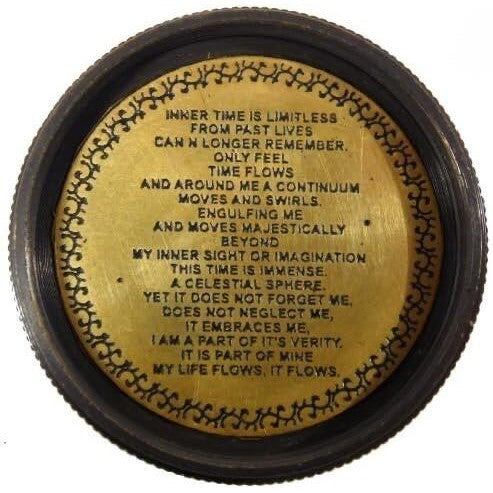 INNER TIME IS LIMITLESS
FROM PAST LIVES
CAN N LONGER REMEMBER.
ONLY FEEL
TIME FLOWS
AND AROUND ME A CONTINUUM
MOVES AND SWIRLS.
ENGULFING ME
AND MOVES MAJESTICALLY
BEYOND
MY INNER SIGHT OR IMAGINATION
THIS TIME IS IMMENSE.
A CELESTIAL SPHERE.
YET IT DOES NOT FORGET ME,
DOES NOT NEGLECT ME,
IT EMBRACES ME,
I AM A PART OF IT'S VERITY.
IT IS PART OF MINE
MY LIFE FLOWS, IT FLOWS.